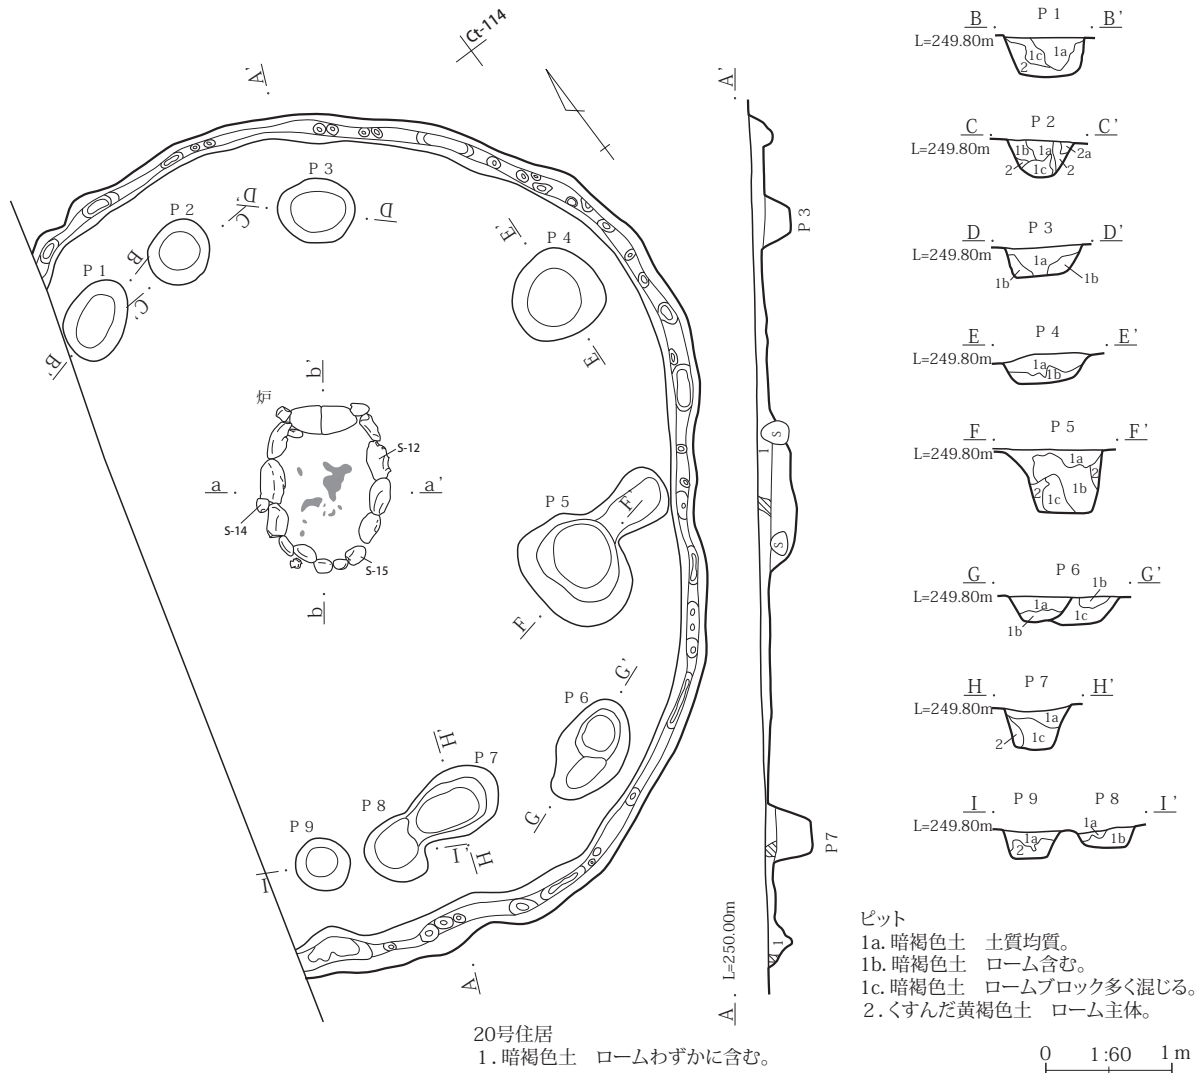 Ct-114
A'
P 3
D'
D
P 2
C'
B
P 1
C
B'
P 4
E'
E
炉
b'
S-12
a
a'
S-14
S-15
b
P 5
F'
F
P 6
G'
G
H'
P 7
P 8
I'
H
P 9
I
A
A'
P 3
S
1
S
P 7
1
L=250.00m
A
B P 1 B'
L=249.80m
1c 1a
2
C P 2 C'
L=249.80m
1b 1a 2a
2 1c 2
D P 3 D'
L=249.80m
1a
1b 1b
E P 4 E'
L=249.80m
1a
1b
F P 5 F'
L=249.80m
1a
2
2 1c 1b
G P 6 G'
L=249.80m
1b
1a
1c
1b
H P 7 H'
L=249.80m
1a
1c
2
I P 9 P 8 I'
L=249.80m
1a
1a 1b
2
ピット
1a. 暗褐色土　土質均質。
1b. 暗褐色土　ローム含む。
1c. 暗褐色土　ロームブロック多く混じる。
2 . くすんだ黄褐色土　ローム主体。
20号住居
1 . 暗褐色土　ロームわずかに含む。
0 1:60 1 m